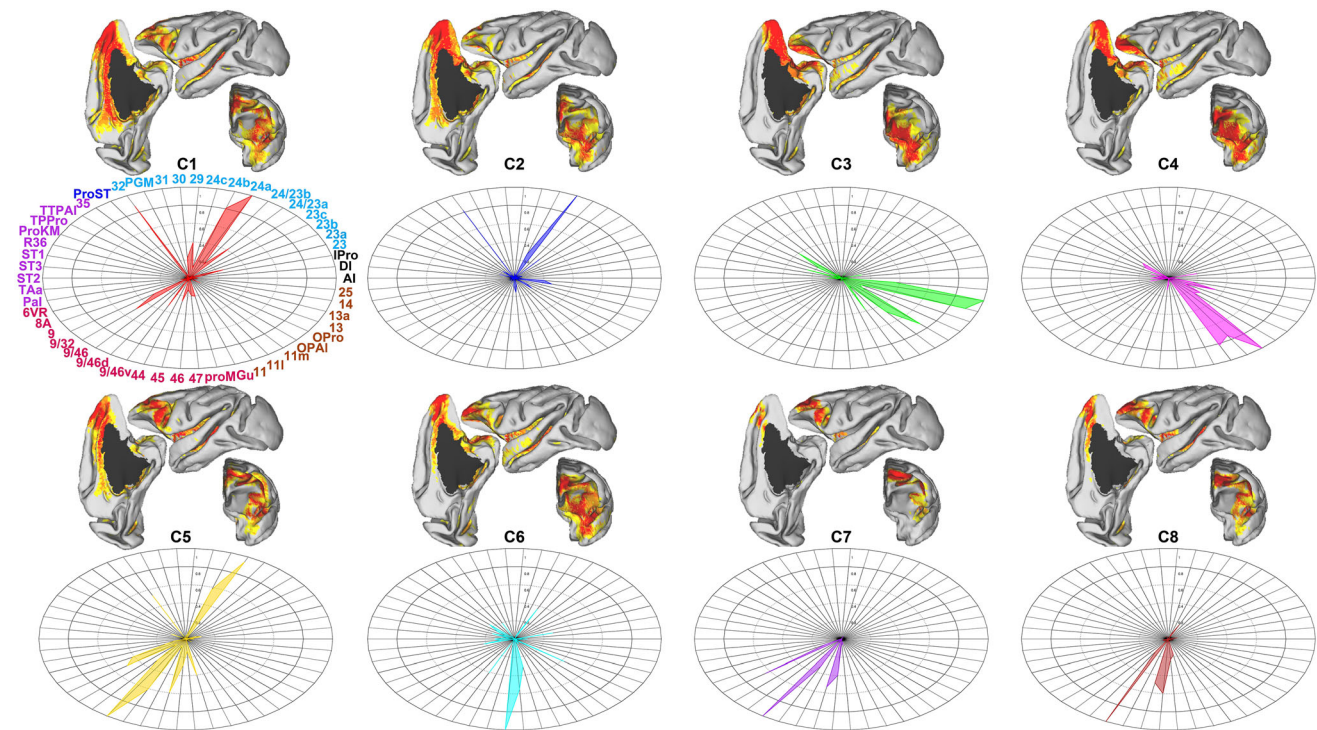 C1
C2
C3
C4
ProST 32 PGM 31 30 29 24c 24b 24a 24/23b
35 24/23a
TTPAl 23c
TPPro 23b
ProKM 23a
R36 23
ST1 IPro
ST3 DI
ST2 AI
TAa 25
Pal 14
6VR 13a
8A 13
9 OPro
9/32 OPAl
9/46 11m
9/46d 11l
9/46v 44 45 46 47 proMGu 11
C5
C6
C7
C8